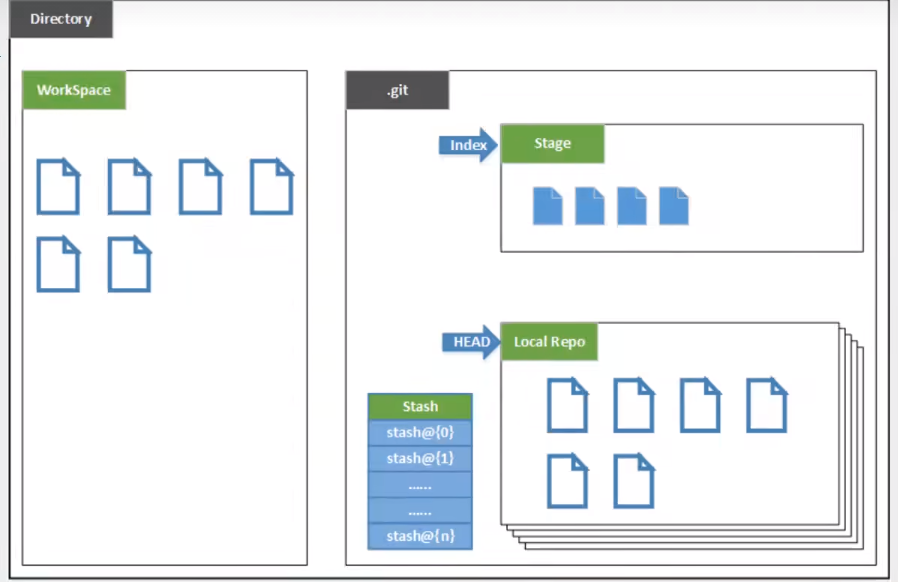 Directory
WorkSpace
.git
Index
Stage
HEAD
Local Repo
Stash
stash@{0}
stash@{1}
......
......
stash@{n}